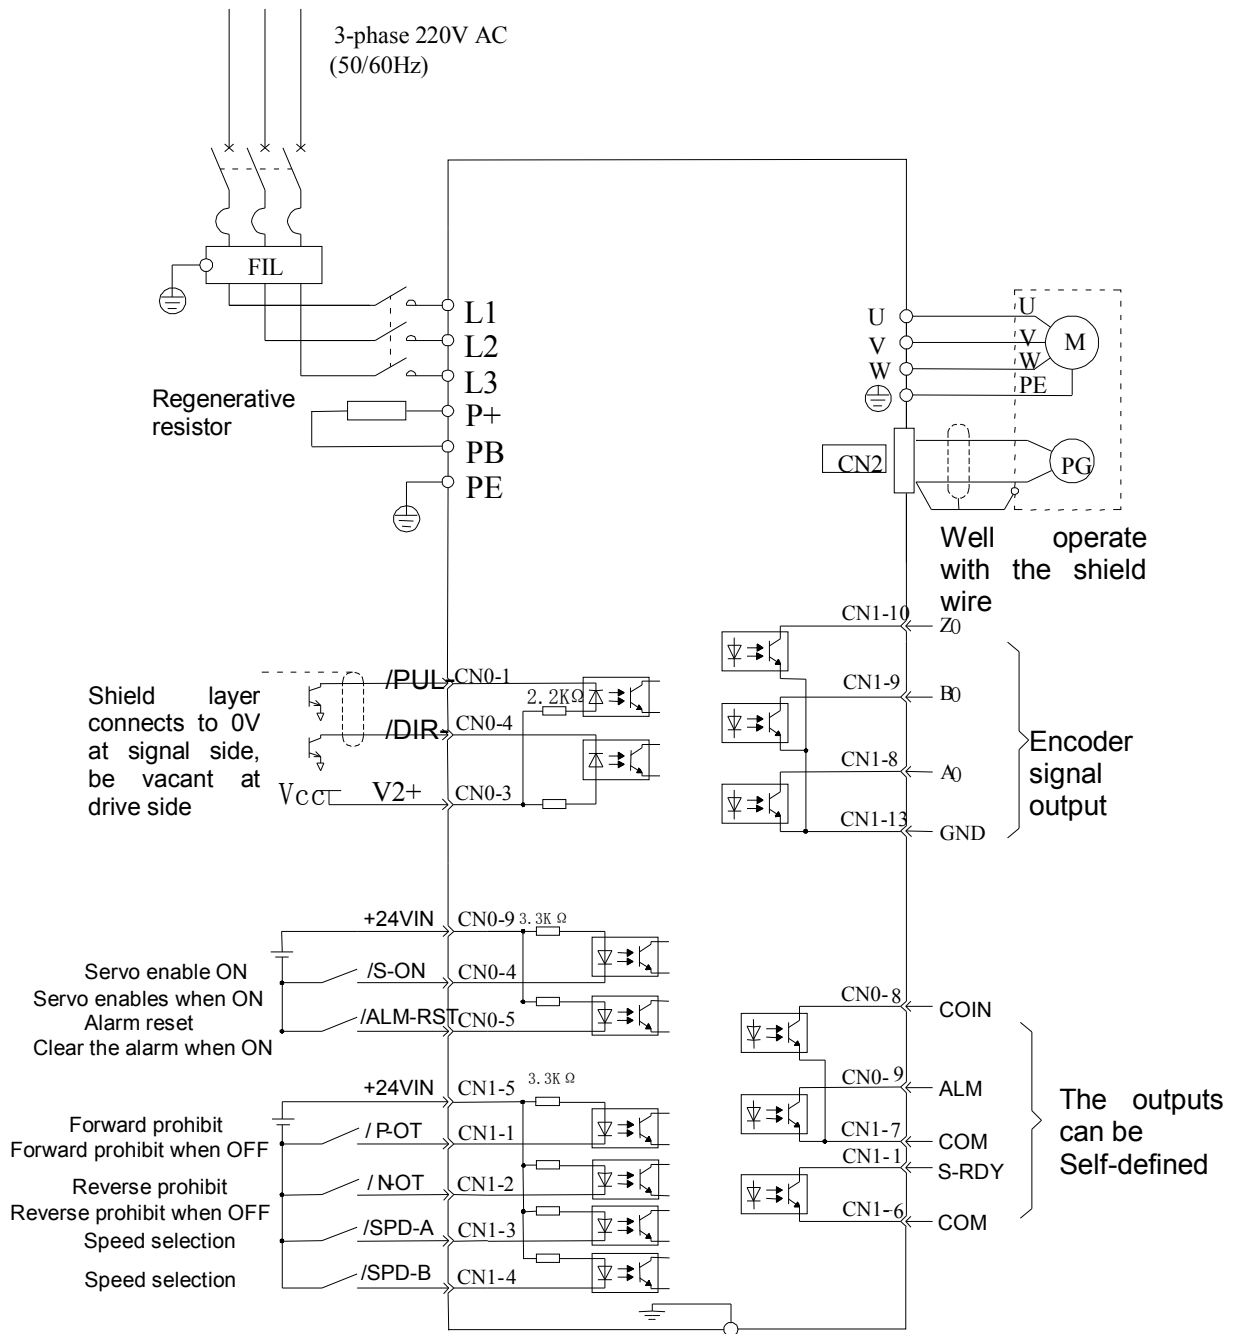 3-phase 220V AC
(50/60Hz)
FIL
L1
L2
L3
P+
PB
PE
Regenerative
resistor
U
V
W
U
V
W
PE
M
CN2
PG
Well operate
with the shield
wire
Shield layer
connects to 0V
at signal side,
be vacant at
drive side
/PUL-
CN0-1
2.2KΩ
/DIR-
CN0-4
Vcc
V2+
CN0-3
CN1-10
Z0
CN1-9
B0
CN1-8
A0
CN1-13
GND
Encoder
signal
output
+24VIN
CN0-9
3.3KΩ
Servo enable ON
Servo enables when ON
/S-ON
CN0-4
Alarm reset
Clear the alarm when ON
/ALM-RST
CN0-5
+24VIN
CN1-5
3.3KΩ
Forward prohibit
Forward prohibit when OFF
/P-OT
CN1-1
Reverse prohibit
Reverse prohibit when OFF
/N-OT
CN1-2
Speed selection
/SPD-A
CN1-3
Speed selection
/SPD-B
CN1-4
CN0-8
COIN
CN0-9
ALM
CN1-7
COM
CN1-1
S-RDY
CN1-6
COM
The outputs
can be
Self-defined